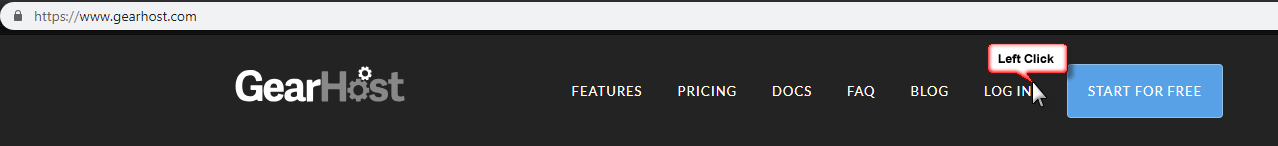 https://www.gearhost.com
Left Click
GearHost
FEATURES PRICING DOCS FAQ BLOG LOG IN START FOR FREE